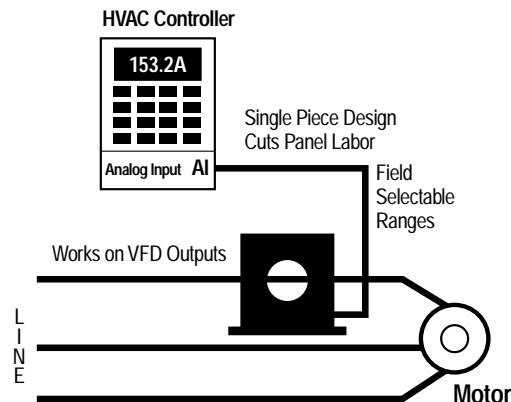 HVAC Controller
153.2A
Analog Input AI
Single Piece Design
Cuts Panel Labor
Field
Selectable
Ranges
Works on VFD Outputs
LINE
Motor